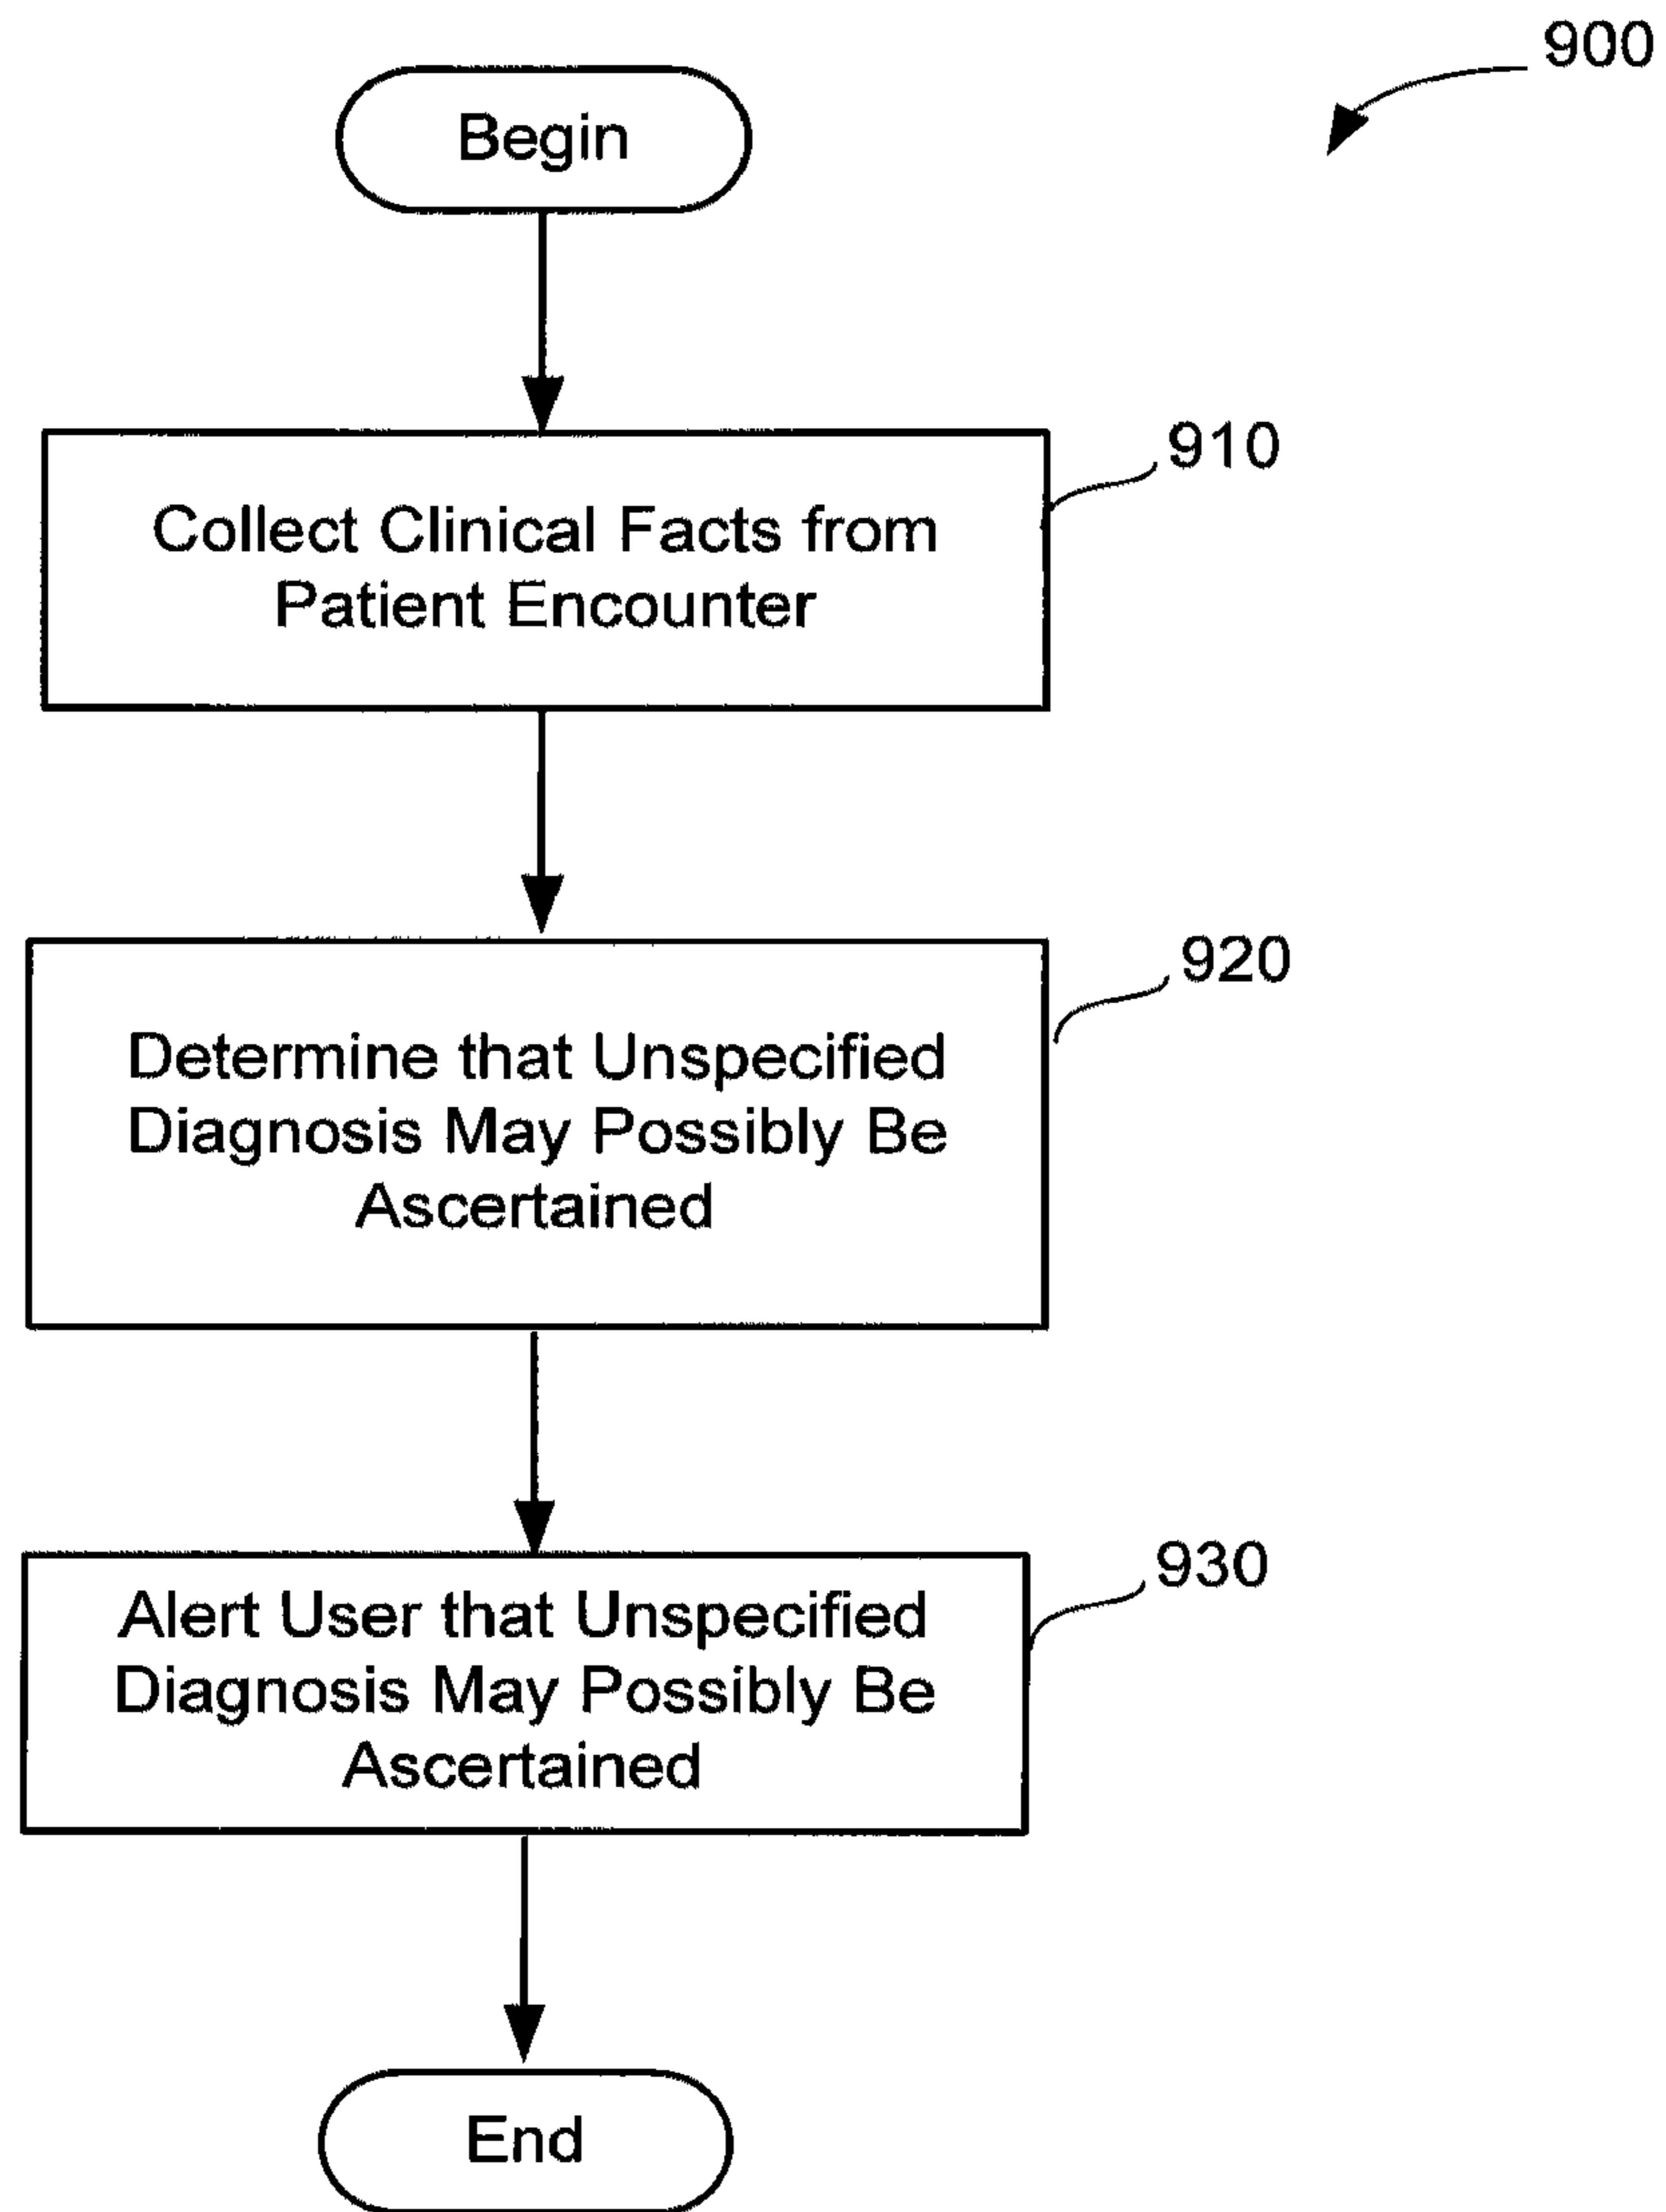 900
Begin
910
Collect Clinical Facts from
Patient Encounter
920
Determine that Unspecified
Diagnosis May Possibly Be
Ascertained
930
Alert User that Unspecified
Diagnosis May Possibly Be
Ascertained
End